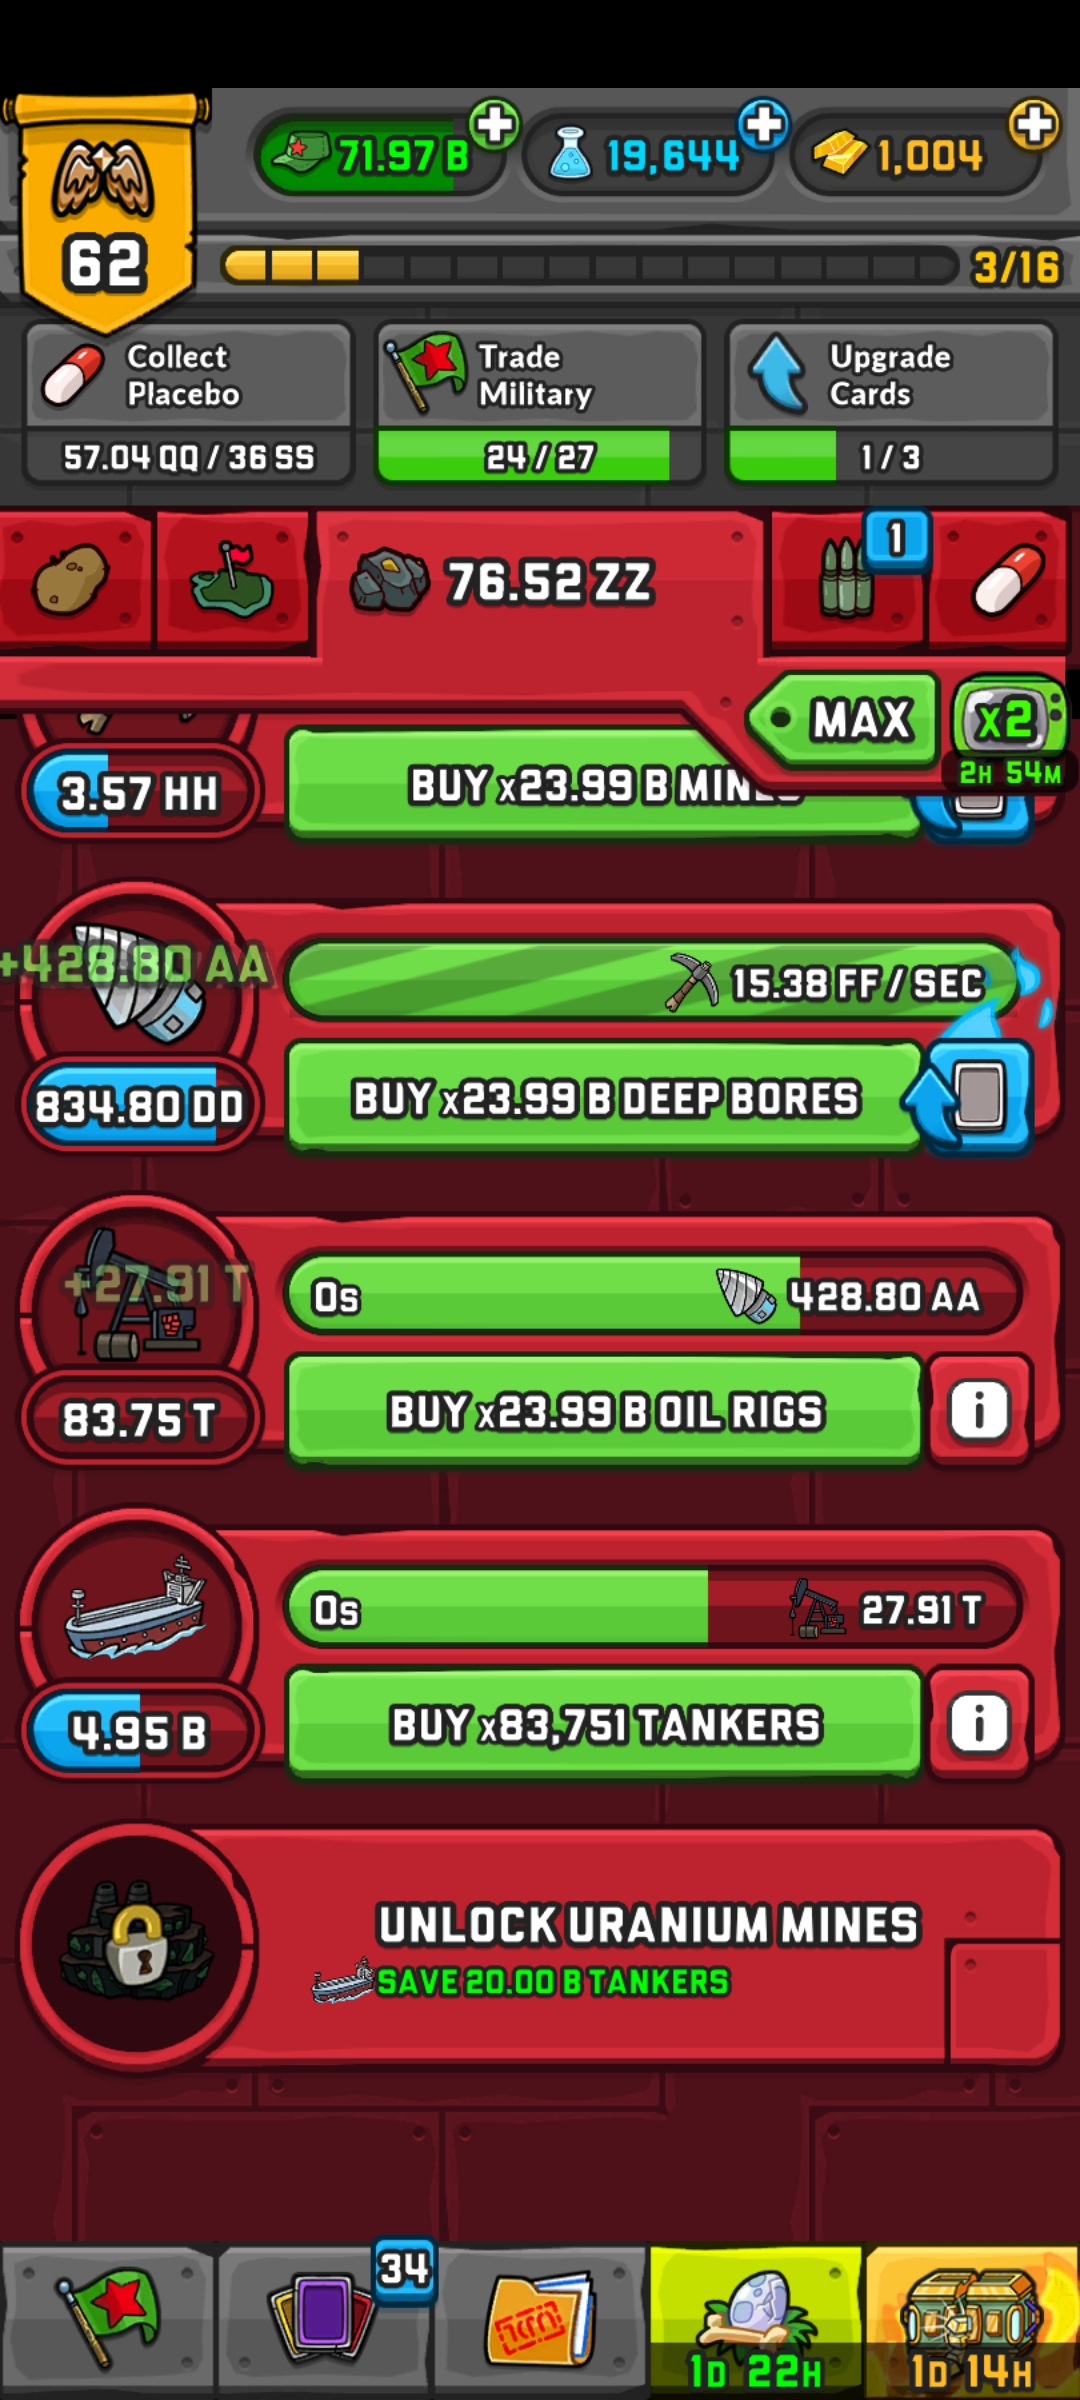 71.97 B
19,644
1,004
62
3/16
Collect
Placebo
57.04 QQ / 36 SS
Trade
Military
24 / 27
Upgrade
Cards
1 / 3
76.52 ZZ
1
MAX
x2
2H 54M
3.57 HH
BUY x23.99 B MINES
+428.80 AA
15.38 FF / SEC
834.80 DD
BUY x23.99 B DEEP BORES
+27.91 T
0s
428.80 AA
83.75 T
BUY x23.99 B OIL RIGS
i
0s
27.91 T
4.95 B
BUY x83,751 TANKERS
i
UNLOCK URANIUM MINES
SAVE 20.00 B TANKERS
34
1D 22H
1D 14H